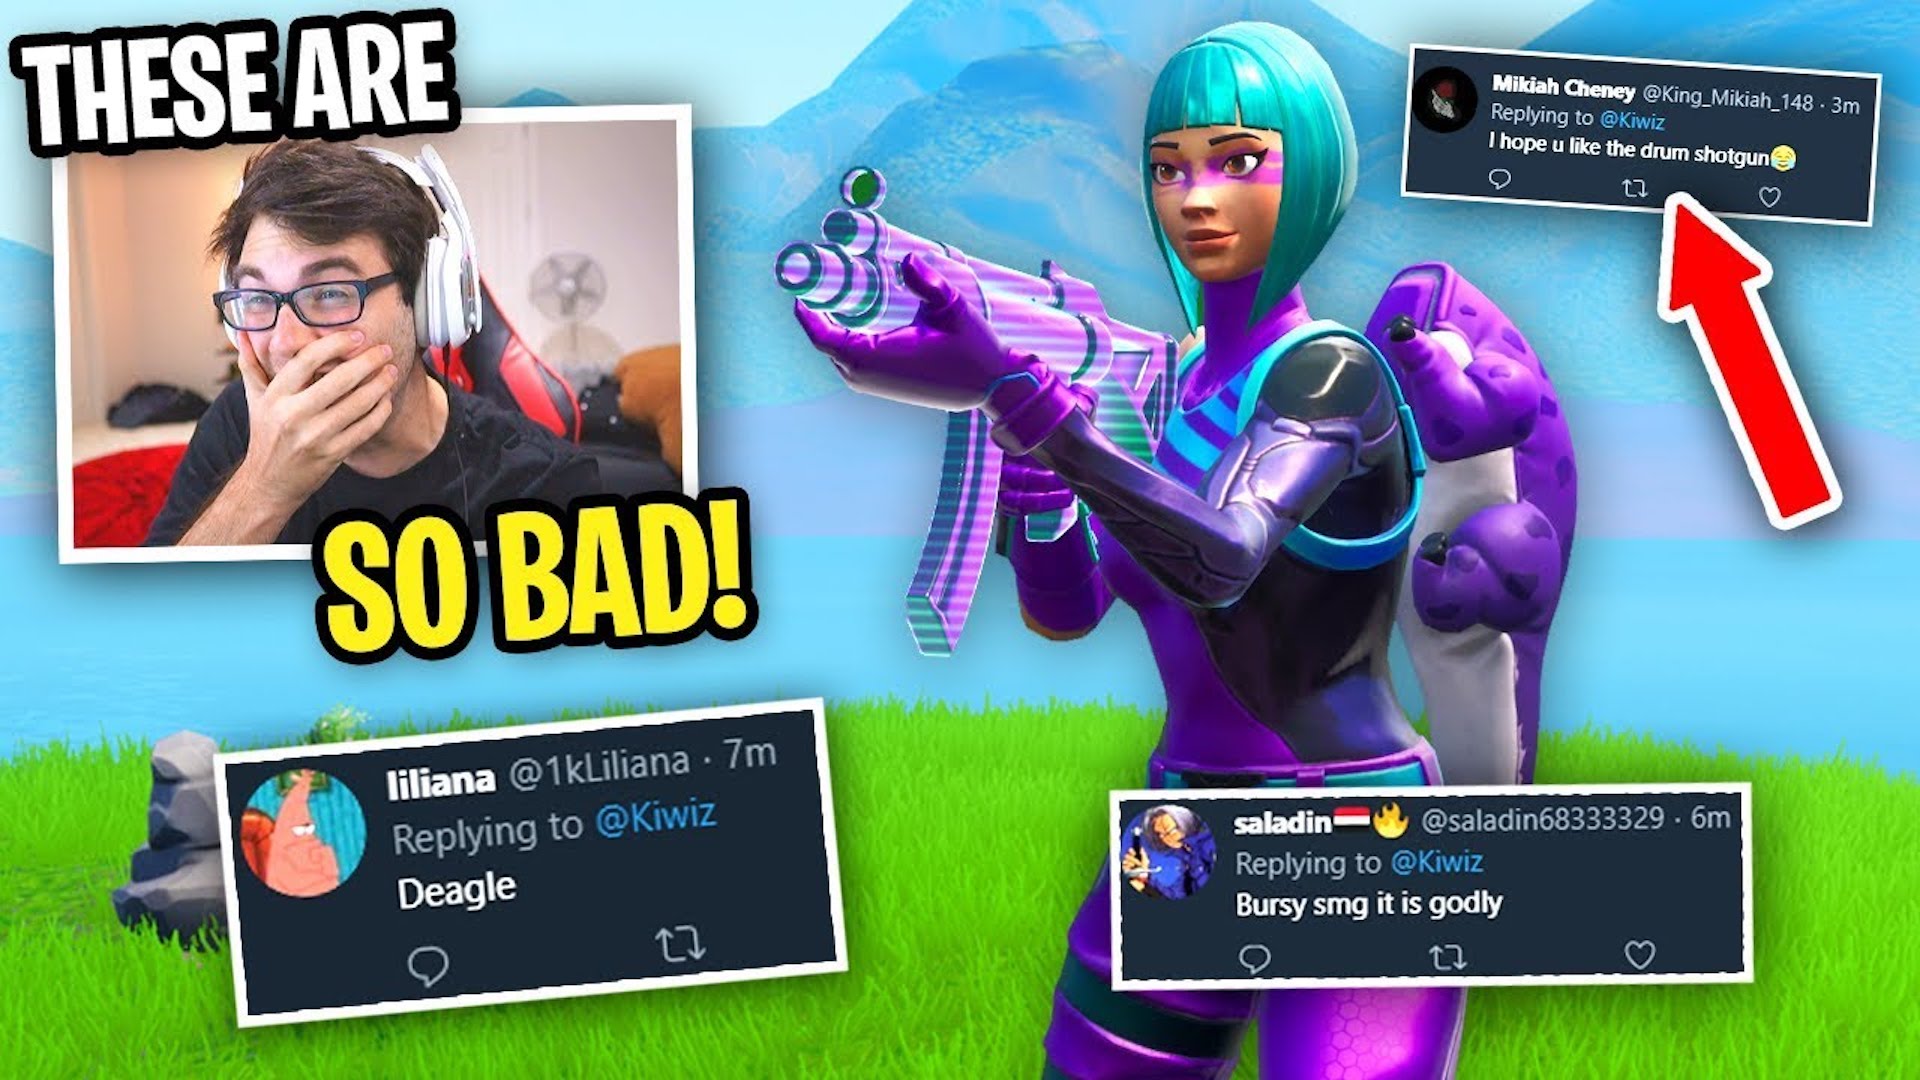 THESE ARE
SO BAD!
Mikiah Cheney @King_Mikiah_148 · 3m
Replying to @Kiwiz
I hope u like the drum shotgun😂
liliana @1kLiliana · 7m
Replying to @Kiwiz
Deagle
saladin🇮🇩🔥 @saladin68333329 · 6m
Replying to @Kiwiz
Bursy smg it is godly